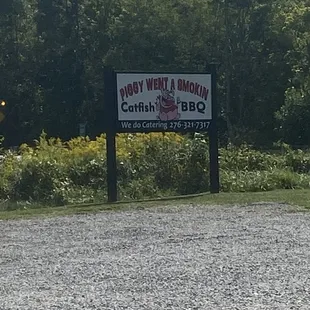 PIGGY WENT A SMOKIN
Catfish BBQ
We do Catering 276-321-7317